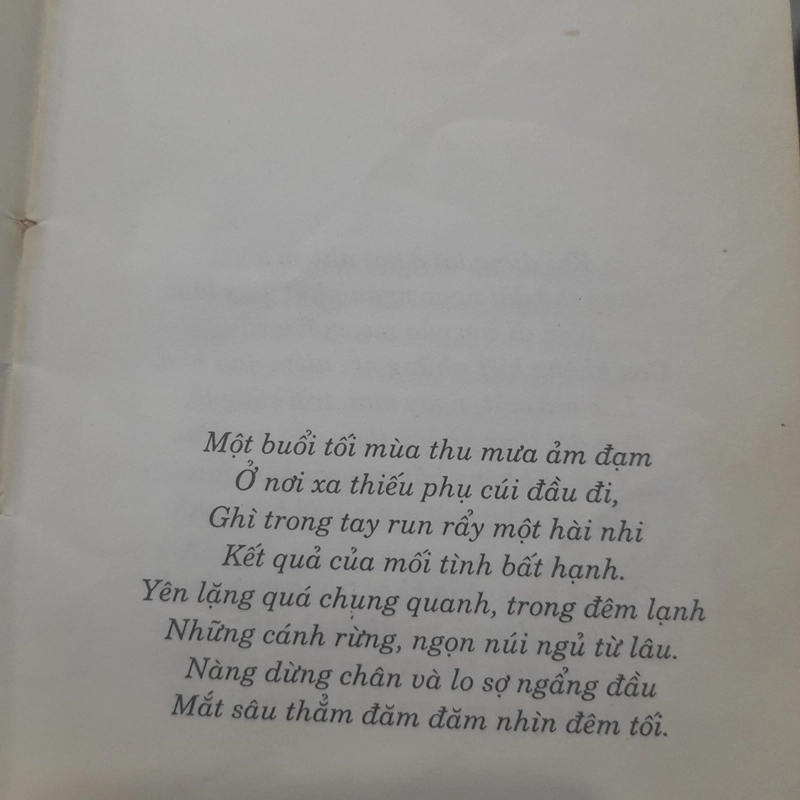 Một buổi tối mùa thu mưa ảm đạm
Ở nơi xa thiếu phụ cúi đầu đi,
Ghì trong tay run rẩy một hài nhi
Kết quả của mối tình bất hạnh.
Yên lặng quá chung quanh, trong đêm lạnh
Những cánh rừng, ngọn núi ngủ từ lâu.
Nàng dừng chân và lo sợ ngẩng đầu
Mắt sâu thẳm đăm đăm nhìn đêm tối.